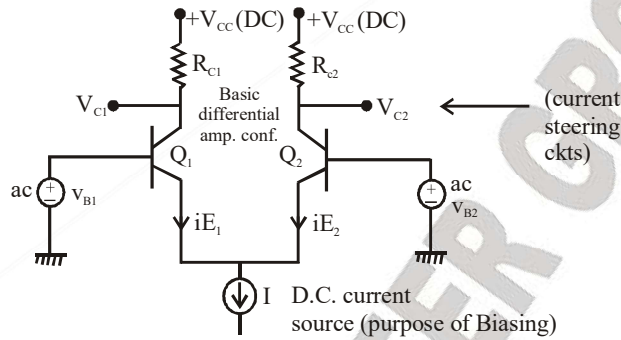 +V_CC (DC)
+V_CC (DC)
R_C1
R_c2
V_C1
Basic
differential
amp. conf.
V_C2
(current
steering
ckts)
Q_1
Q_2
ac
+
−
v_B1
ac
+
−
v_B2
iE_1
iE_2
I
D.C. current
source (purpose of Biasing)